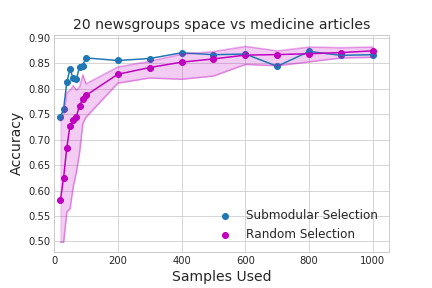 20 newsgroups space vs medicine articles
0.90
0.85
0.80
0.75
0.70
0.65
0.60
0.55
0.50
Accuracy
Submodular Selection
Random Selection
0 200 400 600 800 1000
Samples Used